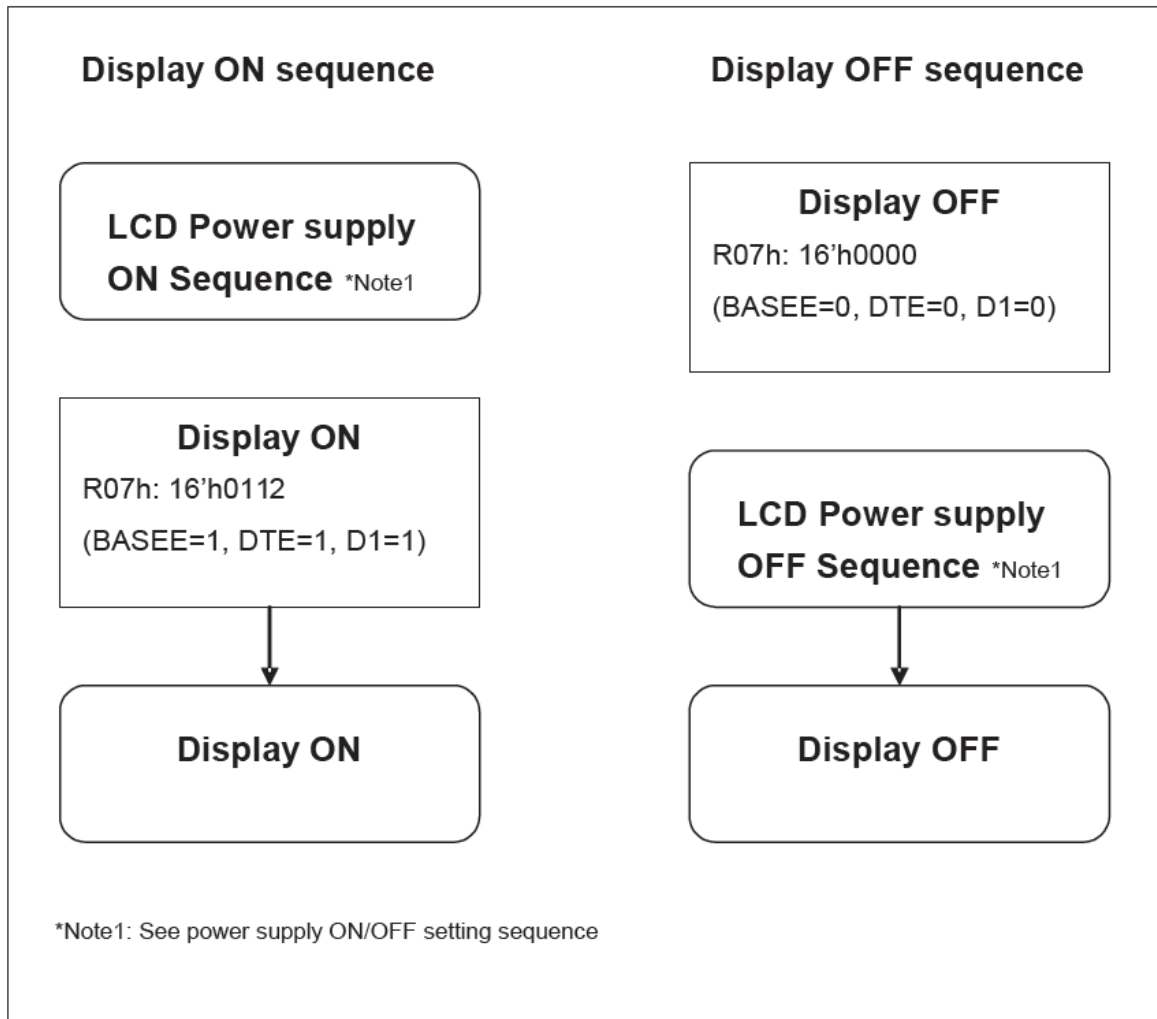 Display ON sequence
LCD Power supply
ON Sequence *Note1
Display ON
R07h: 16’h0112
(BASEE=1, DTE=1, D1=1)
Display ON
Display OFF sequence
Display OFF
R07h: 16’h0000
(BASEE=0, DTE=0, D1=0)
LCD Power supply
OFF Sequence *Note1
Display OFF
*Note1: See power supply ON/OFF setting sequence